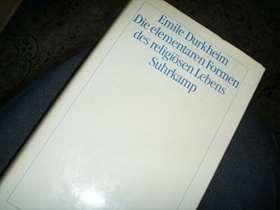 Emile Durkheim
Die elementaren Formen
des religiösen Lebens
Suhrkamp